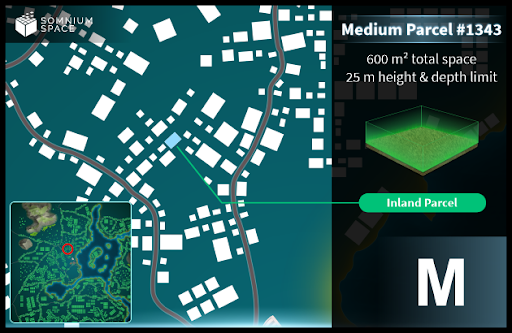 SOMNIUM
SPACE
Medium Parcel #1343
600 m² total space
25 m height & depth limit
Inland Parcel
M